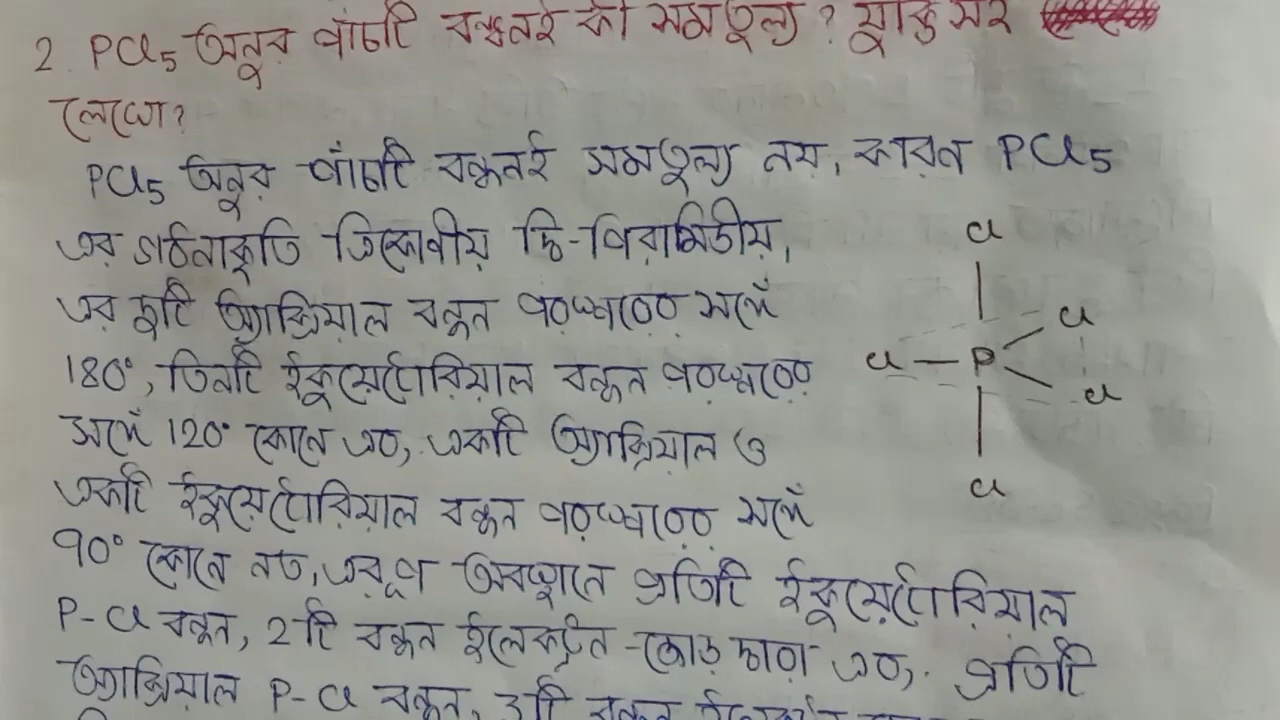 2. PCl5 অনুর পাঁচটি বন্ধনই কী সমতুল্য? যুক্তি সহ
লেখো?
PCl5 অনুর পাঁচটি বন্ধনই সমতুল্য নয়, কারন PCl5
এর গঠনাকৃতি ত্রিকোণীয় দ্বি-পিরামিডীয়,
এর দুটি অ্যাক্সিয়াল বন্ধন পরস্পরের সঙ্গে
180°, তিনটি ইকুয়েটোরিয়াল বন্ধন পরস্পরের
সঙ্গে 120° কোনে এবং একটি অ্যাক্সিয়াল ও
একটি ইকুয়েটোরিয়াল বন্ধন পরস্পরের সঙ্গে
90° কোনে নত, এরূপ অবস্থানে প্রতিটি ইকুয়েটোরিয়াল
P-Cl বন্ধন, 2টি বন্ধন ইলেকট্রন-জোড় দ্বারা এবং প্রতিটি
অ্যাক্সিয়াল P-Cl বন্ধন, 3টি বন্ধন
Cl
Cl
Cl P
Cl
Cl